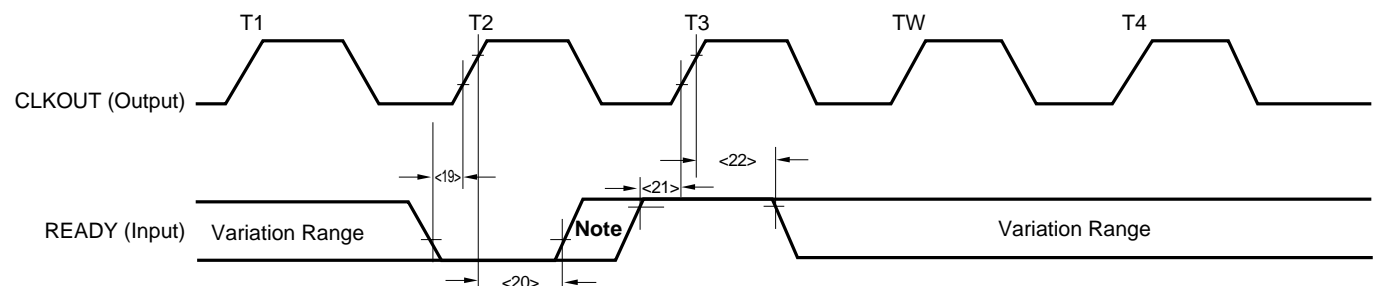 T1 T2 T3 TW T4
CLKOUT (Output)
<22>
<19> <21>
READY (Input) Variation Range Note Variation Range
<20>